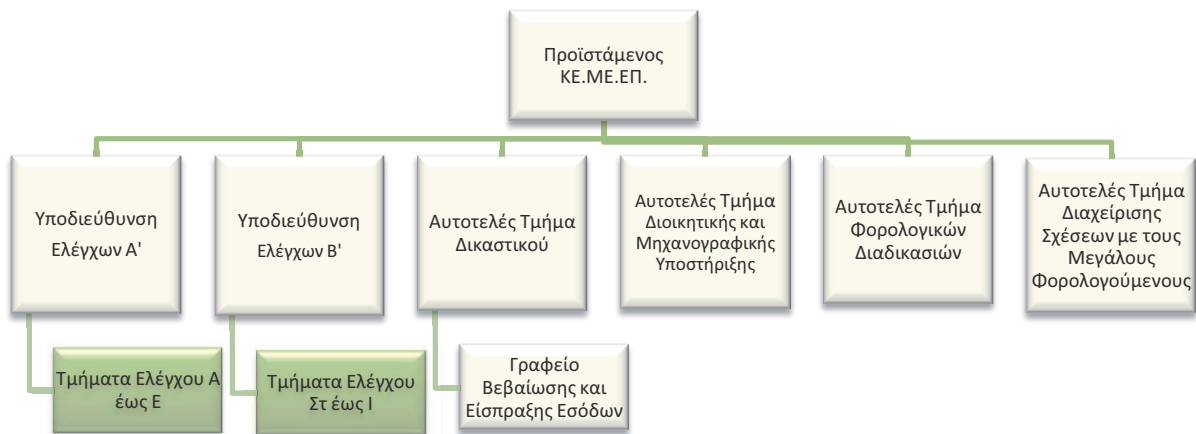 Προϊστάμενος
ΚΕ.ΜΕ.ΕΠ.
Υποδιεύθυνση
Ελέγχων Α'
Υποδιεύθυνση
Ελέγχων Β'
Αυτοτελές Τμήμα
Δικαστικού
Αυτοτελές Τμήμα
Διοικητικής και
Μηχανογραφικής
Υποστήριξης
Αυτοτελές Τμήμα
Φορολογικών
Διαδικασιών
Αυτοτελές Τμήμα
Διαχείρισης
Σχέσεων με τους
Μεγάλους
Φορολογούμενους
Τμήματα Ελέγχου Α
έως Ε
Τμήματα Ελέγχου
Στ έως Ι
Γραφείο
Βεβαίωσης και
Είσπραξης Εσόδων